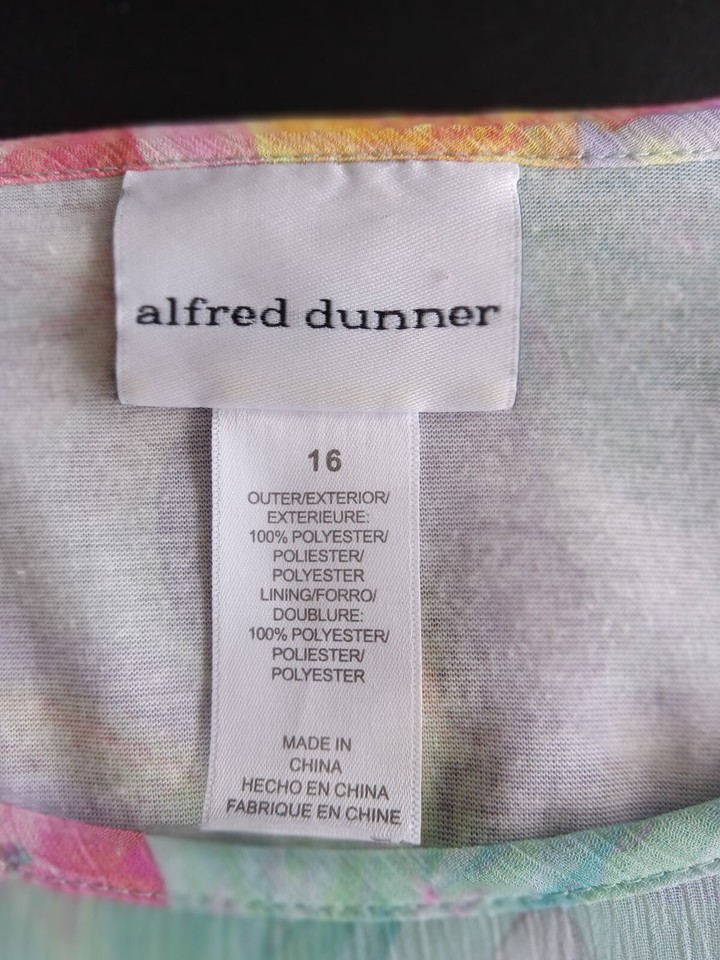 alfred dunner
16
OUTER/EXTERIOR/
EXTERIEURE:
100% POLYESTER/
POLIESTER/
POLYESTER
LINING/FORRO/
DOUBLURE:
100% POLYESTER/
POLIESTER/
POLYESTER
MADE IN
CHINA
HECHO EN CHINA
FABRIQUE EN CHINE